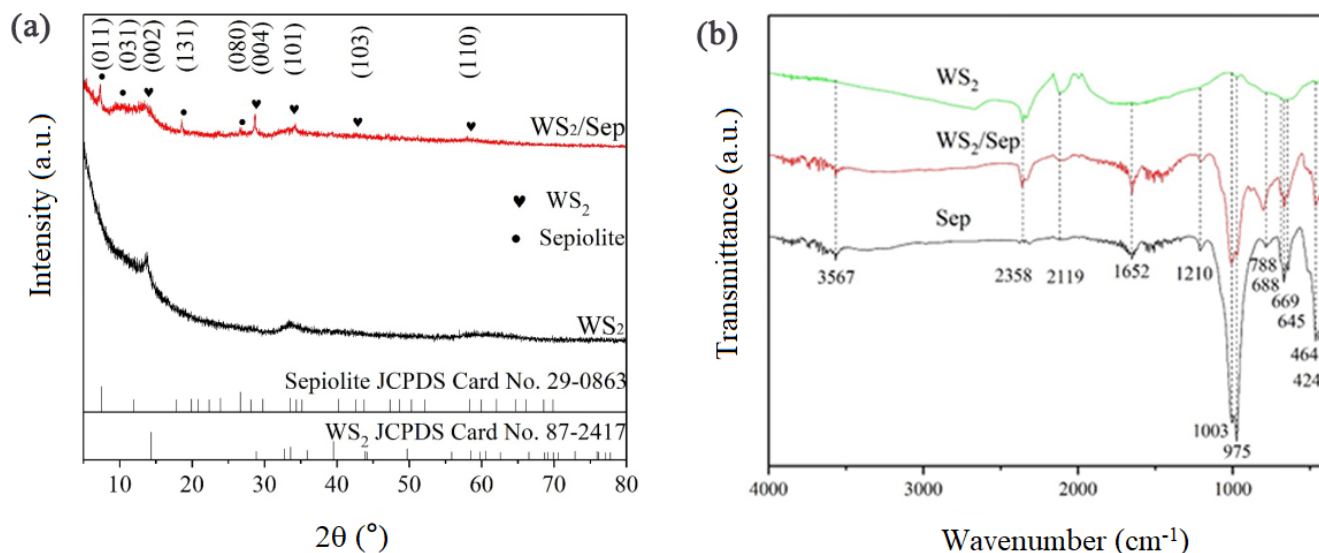 (a)
(011) (031) (002) (131) (080) (004) (101) (103) (110)
WS₂/Sep
♥ WS₂
● Sepiolite
WS₂
Sepiolite JCPDS Card No. 29-0863
WS₂ JCPDS Card No. 87-2417
10 20 30 40 50 60 70 80
2θ (°)
Intensity (a.u.)
(b)
WS₂
WS₂/Sep
Sep
3567 2358 2119 1652 1210 788
688
669
645
464
424
1003
975
4000 3000 2000 1000
Wavenumber (cm⁻¹)
Transmittance (a.u.)